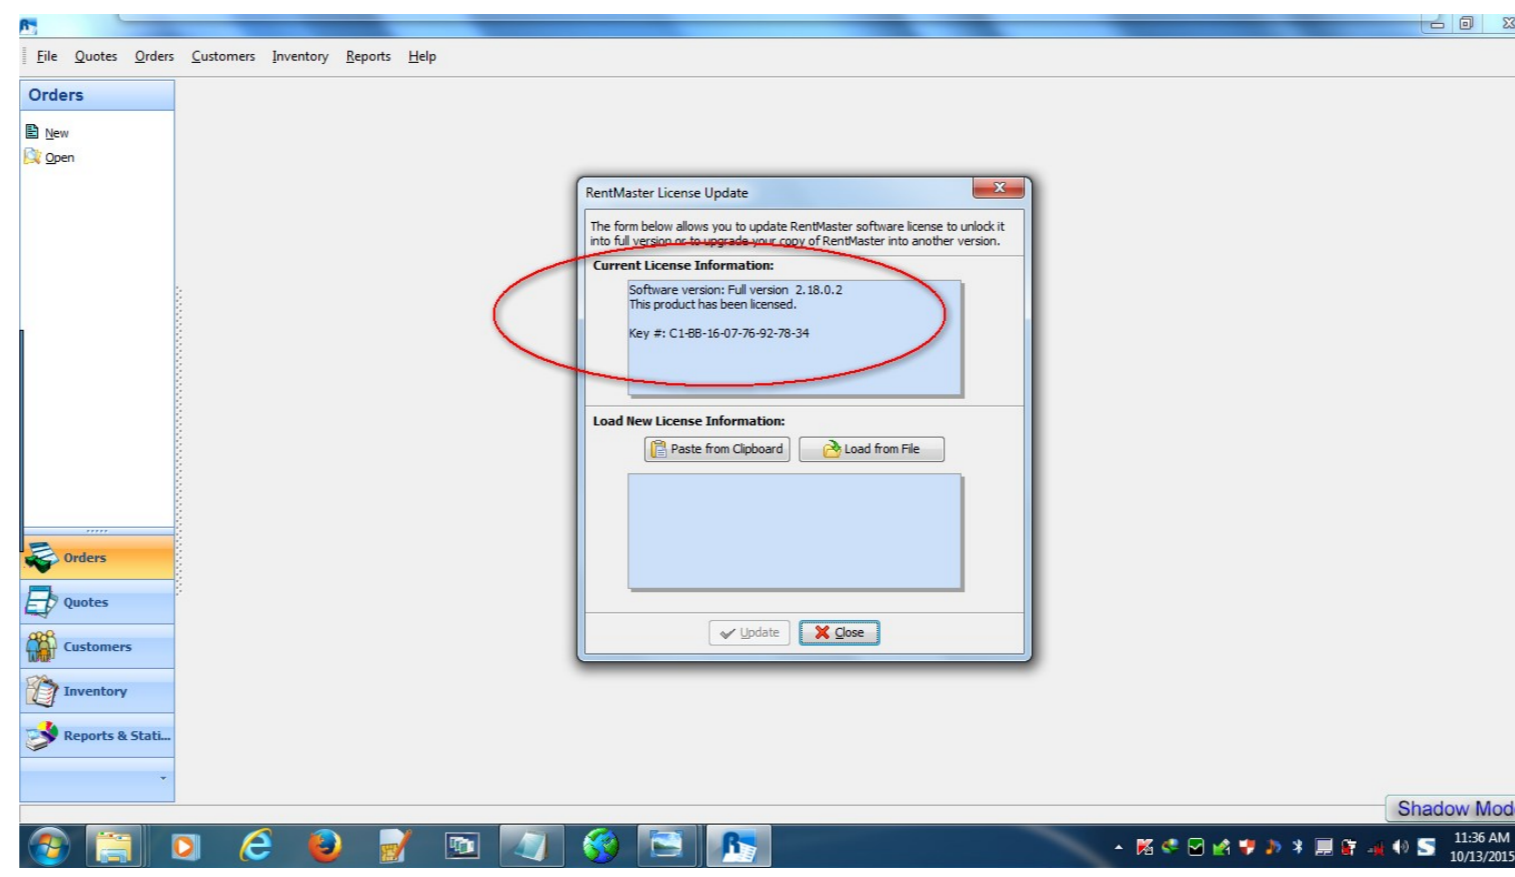 File Quotes Orders Customers Inventory Reports Help
Orders
New
Open
RentMaster License Update
The form below allows you to update RentMaster software license to unlock it
into full version or to upgrade your copy of RentMaster into another version.
Current License Information:
Software version: Full version 2.18.0.2
This product has been licensed.
Key #: C1-BB-16-07-76-92-78-34
Load New License Information:
Paste from Clipboard Load from File
Update Close
Orders
Quotes
Customers
Inventory
Reports & Stati...
Shadow Mod
11:36 AM
10/13/2015